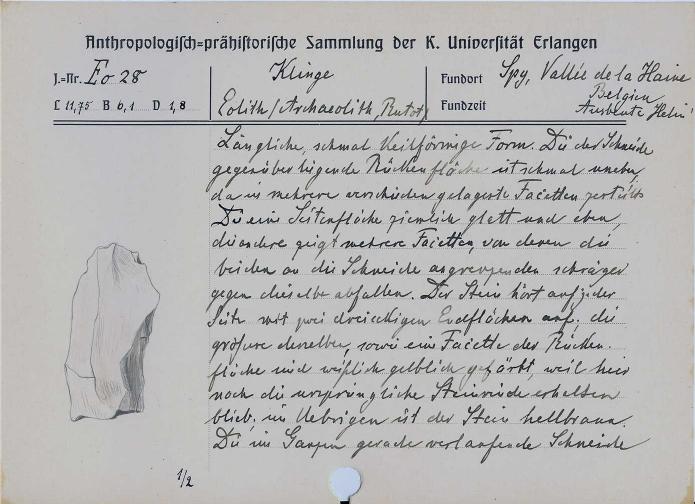 Anthropologisch=prähistorische Sammlung der K. Universität Erlangen
J.=Nr. Eo 28
Klinge
Fundort Spy, Vallée de la Haine
Belgien
L 11,75 B 6,1 D 1,8
Eolith/Archaeolith, Rutot/
Fundzeit Ausbeute Helin
Längliche, schmal Keilförmige Form. Die der Schneide
gegenüberliegende Rückenfläche ist schmal uneben,
da in mehrere verschieden gelagerte Facetten zerteilt.
Die eine Seitenfläche ziemlich glatt und eben,
die andere zeigt mehrere Facetten, von denen die
beiden an die Schneide angrenzenden schräger
gegen dieselbe abfallen. Der Stein hört auf jeder
Seite mit zwei dreieckigen Endflächen auf; die
größere derselben, sowie eine Facette der Rücken-
fläche sind weißlich gelblich gefärbt, weil hier
noch die ursprüngliche Steinrinde erhalten
blieb; im Uebrigen ist der Stein hellbraun.
Die im Ganzen gerade verlaufende Schneide
1/2